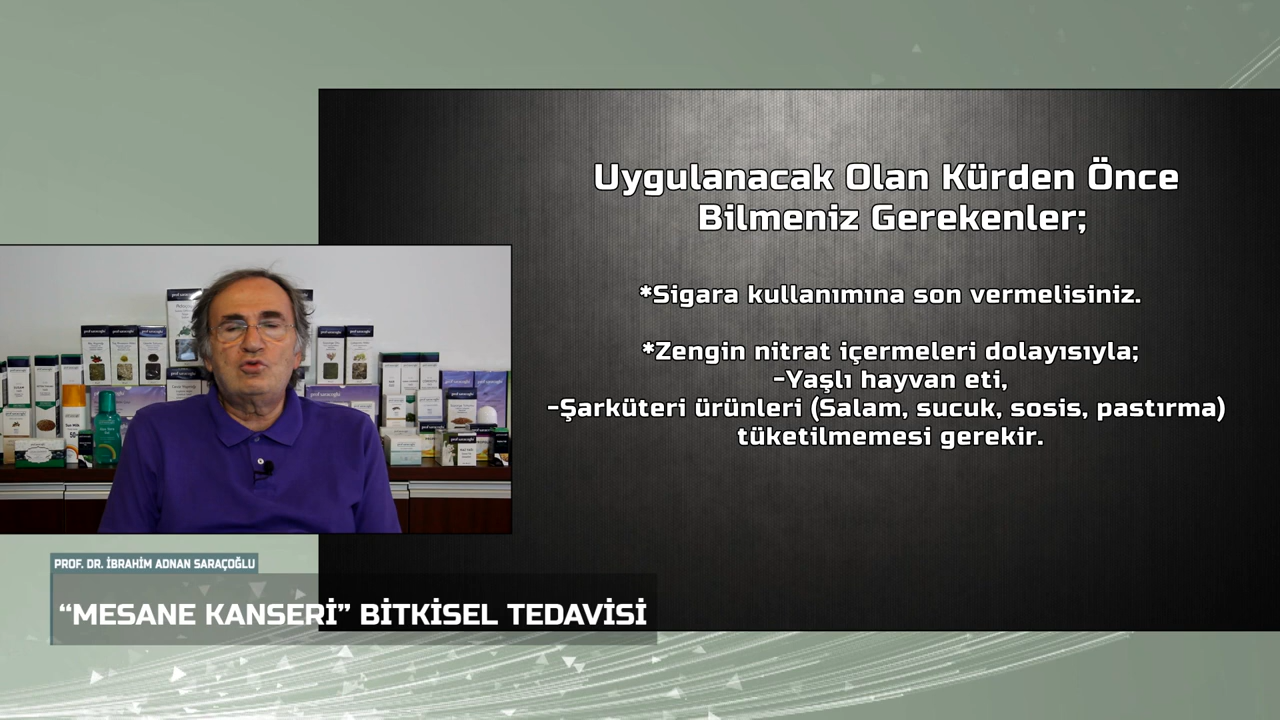 Uygulanacak Olan Kürden Önce
Bilmeniz Gerekenler;
*Sigara kullanımına son vermelisiniz.
*Zengin nitrat içermeleri dolayısıyla;
-Yaşlı hayvan eti,
-Şarküteri ürünleri (Salam, sucuk, sosis, pastırma)
tüketilmemesi gerekir.
PROF. DR. İBRAHİM ADNAN SARAÇOĞLU
“MESANE KANSERİ” BİTKİSEL TEDAVİSİ